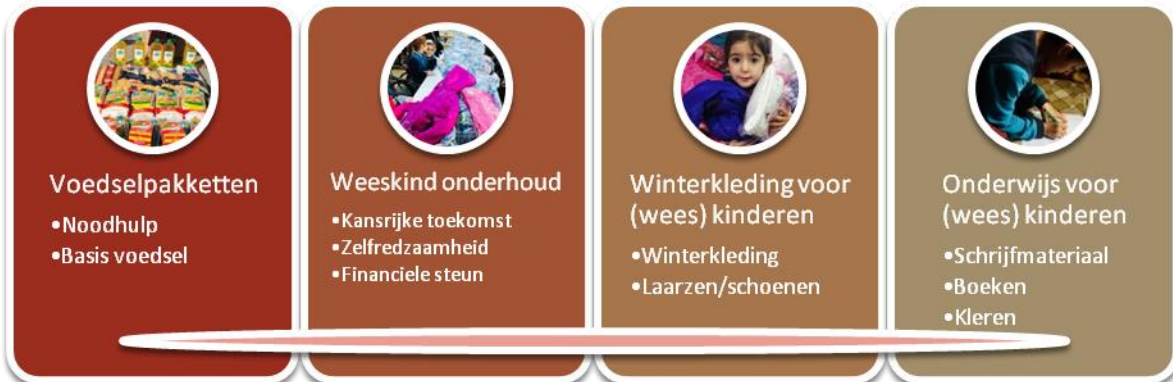 Voedselpakketten
•Noodhulp
•Basis voedsel
Weeskind onderhoud
•Kansrijke toekomst
•Zelfredzaamheid
•Financiele steun
Winterkleding voor
(wees) kinderen
•Winterkleding
•Laarzen/schoenen
Onderwijs voor
(wees) kinderen
•Schrijfmateriaal
•Boeken
•Kleren